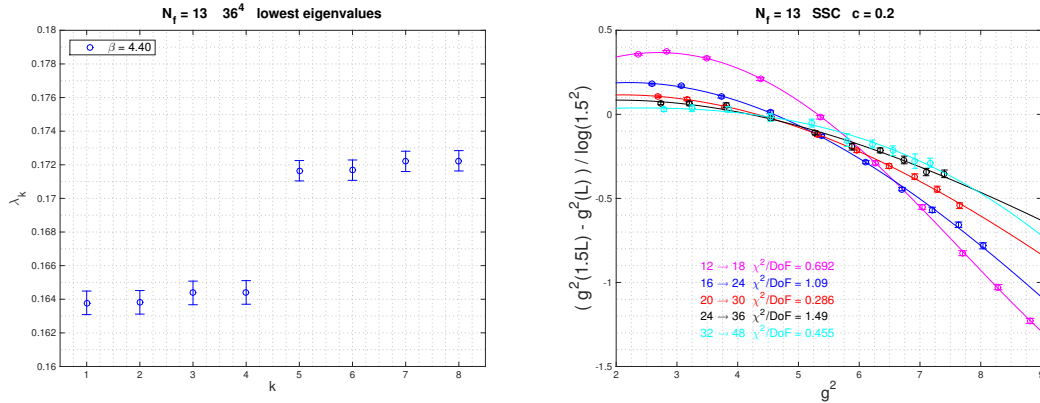 N_f = 13 36^4 lowest eigenvalues
β = 4.40
0.18
0.178
0.176
0.174
0.172
0.17
0.168
0.166
0.164
0.162
0.16
λ_k
1 2 3 4 5 6 7 8
k
N_f = 13 SSC c = 0.2
0.5
0
-0.5
-1
-1.5
( g^2(1.5L) - g^2(L) ) / log(1.5^2)
12 → 18 χ^2/DoF = 0.692
16 → 24 χ^2/DoF = 1.09
20 → 30 χ^2/DoF = 0.286
24 → 36 χ^2/DoF = 1.49
32 → 48 χ^2/DoF = 0.455
2 3 4 5 6 7 8 9
g^2